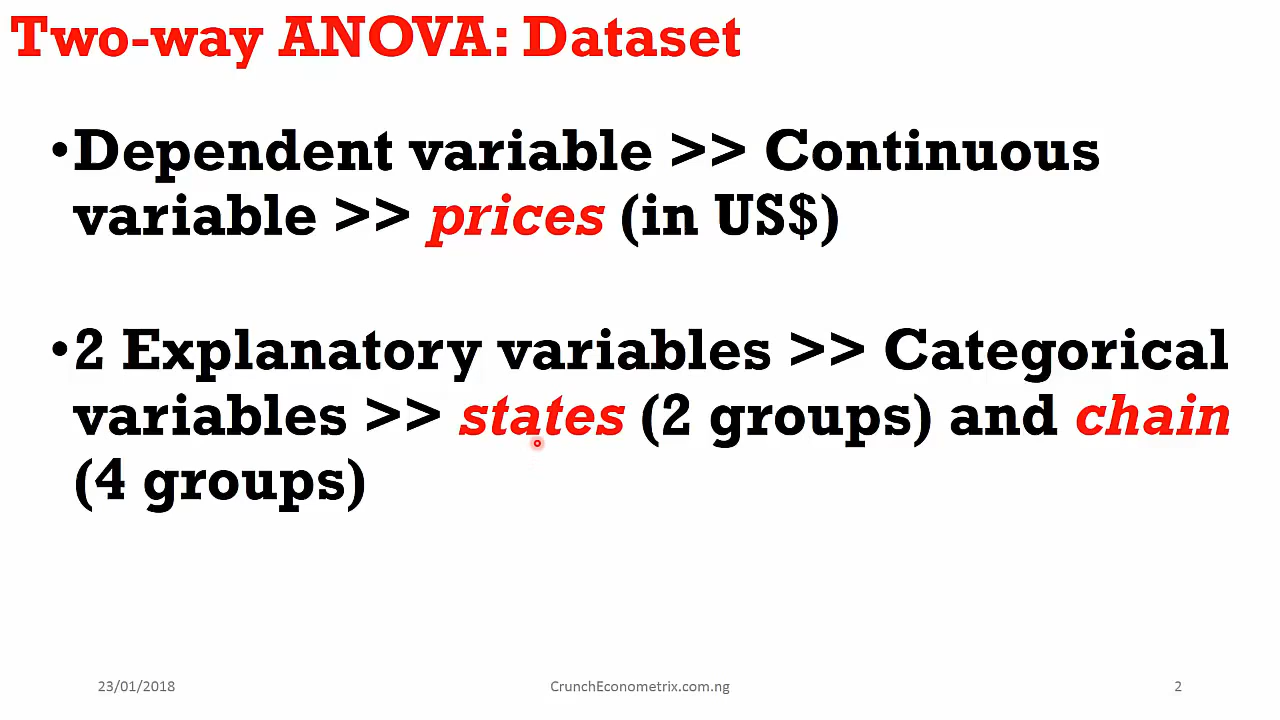 Two-way ANOVA: Dataset
•Dependent variable >> Continuous
variable >> prices (in US$)
•2 Explanatory variables >> Categorical
variables >> states (2 groups) and chain
(4 groups)
23/01/2018 CrunchEconometrix.com.ng 2